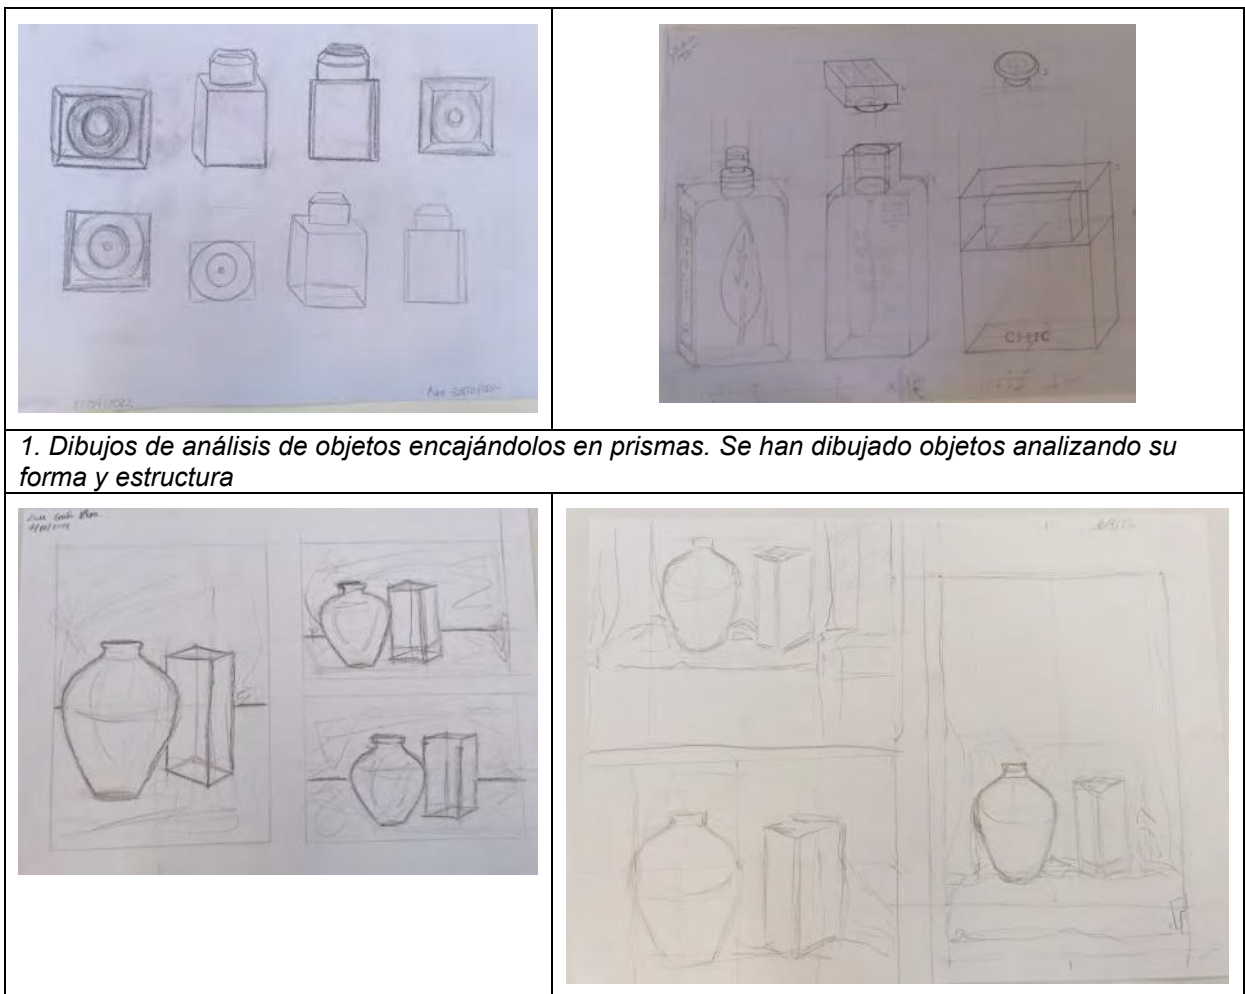 CHIC
1. Dibujos de análisis de objetos encajándolos en prismas. Se han dibujado objetos analizando su
forma y estructura